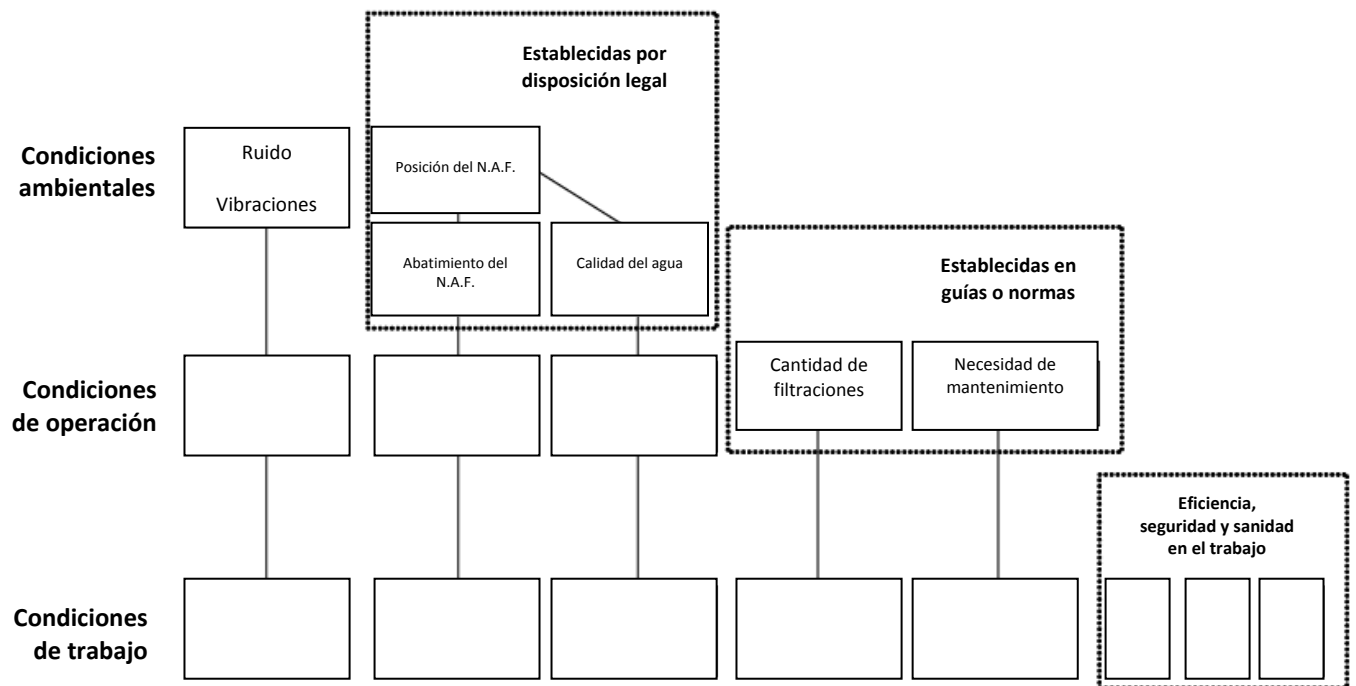 Establecidas por
disposición legal
Condiciones
ambientales
Ruido
Vibraciones
Posición del N.A.F.
Abatimiento del
N.A.F.
Calidad del agua
Establecidas en
guías o normas
Condiciones
de operación
Cantidad de
filtraciones
Necesidad de
mantenimiento
Eficiencia,
seguridad y sanidad
en el trabajo
Condiciones
de trabajo